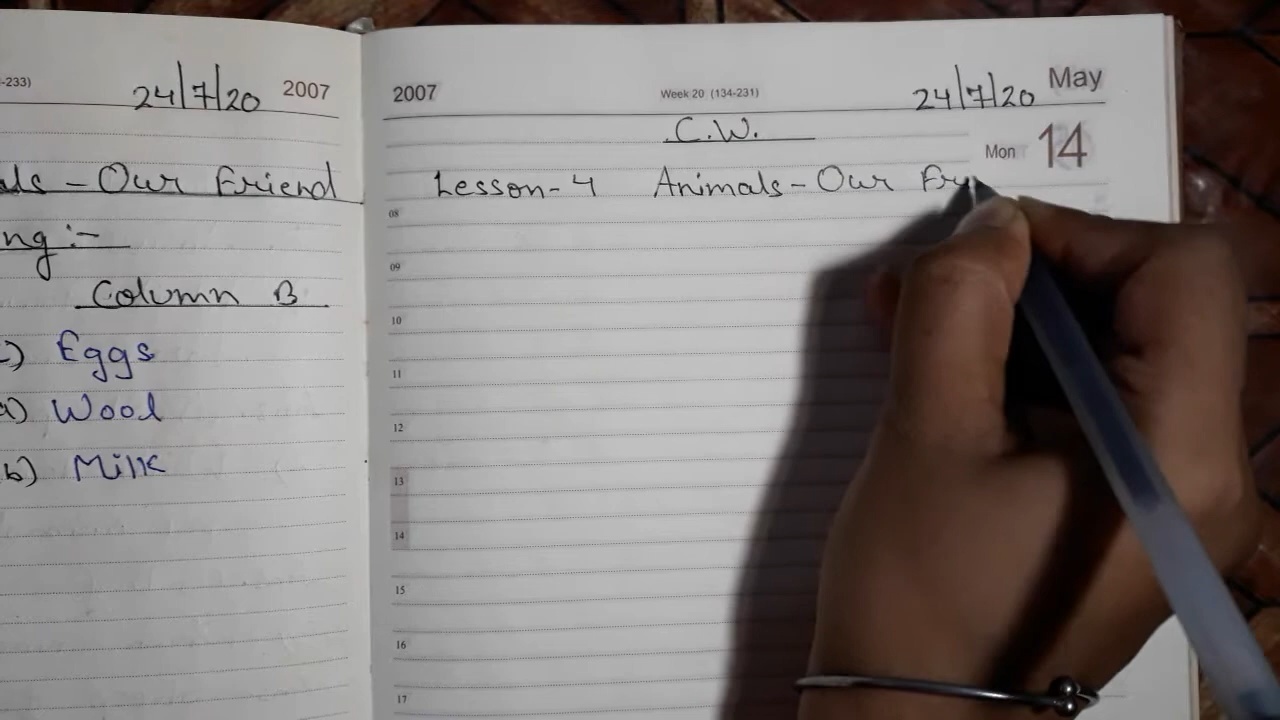 -233) 24/7/20 2007
als - Our Friend
ng :-
Column B
c) Eggs
a) Wool
b) Milk
2007 Week 20 (134-231) 24/7/20 May
C.W.
Mon 14
Lesson-4 Animals - Our Fr
08
09
10
11
12
13
14
15
16
17